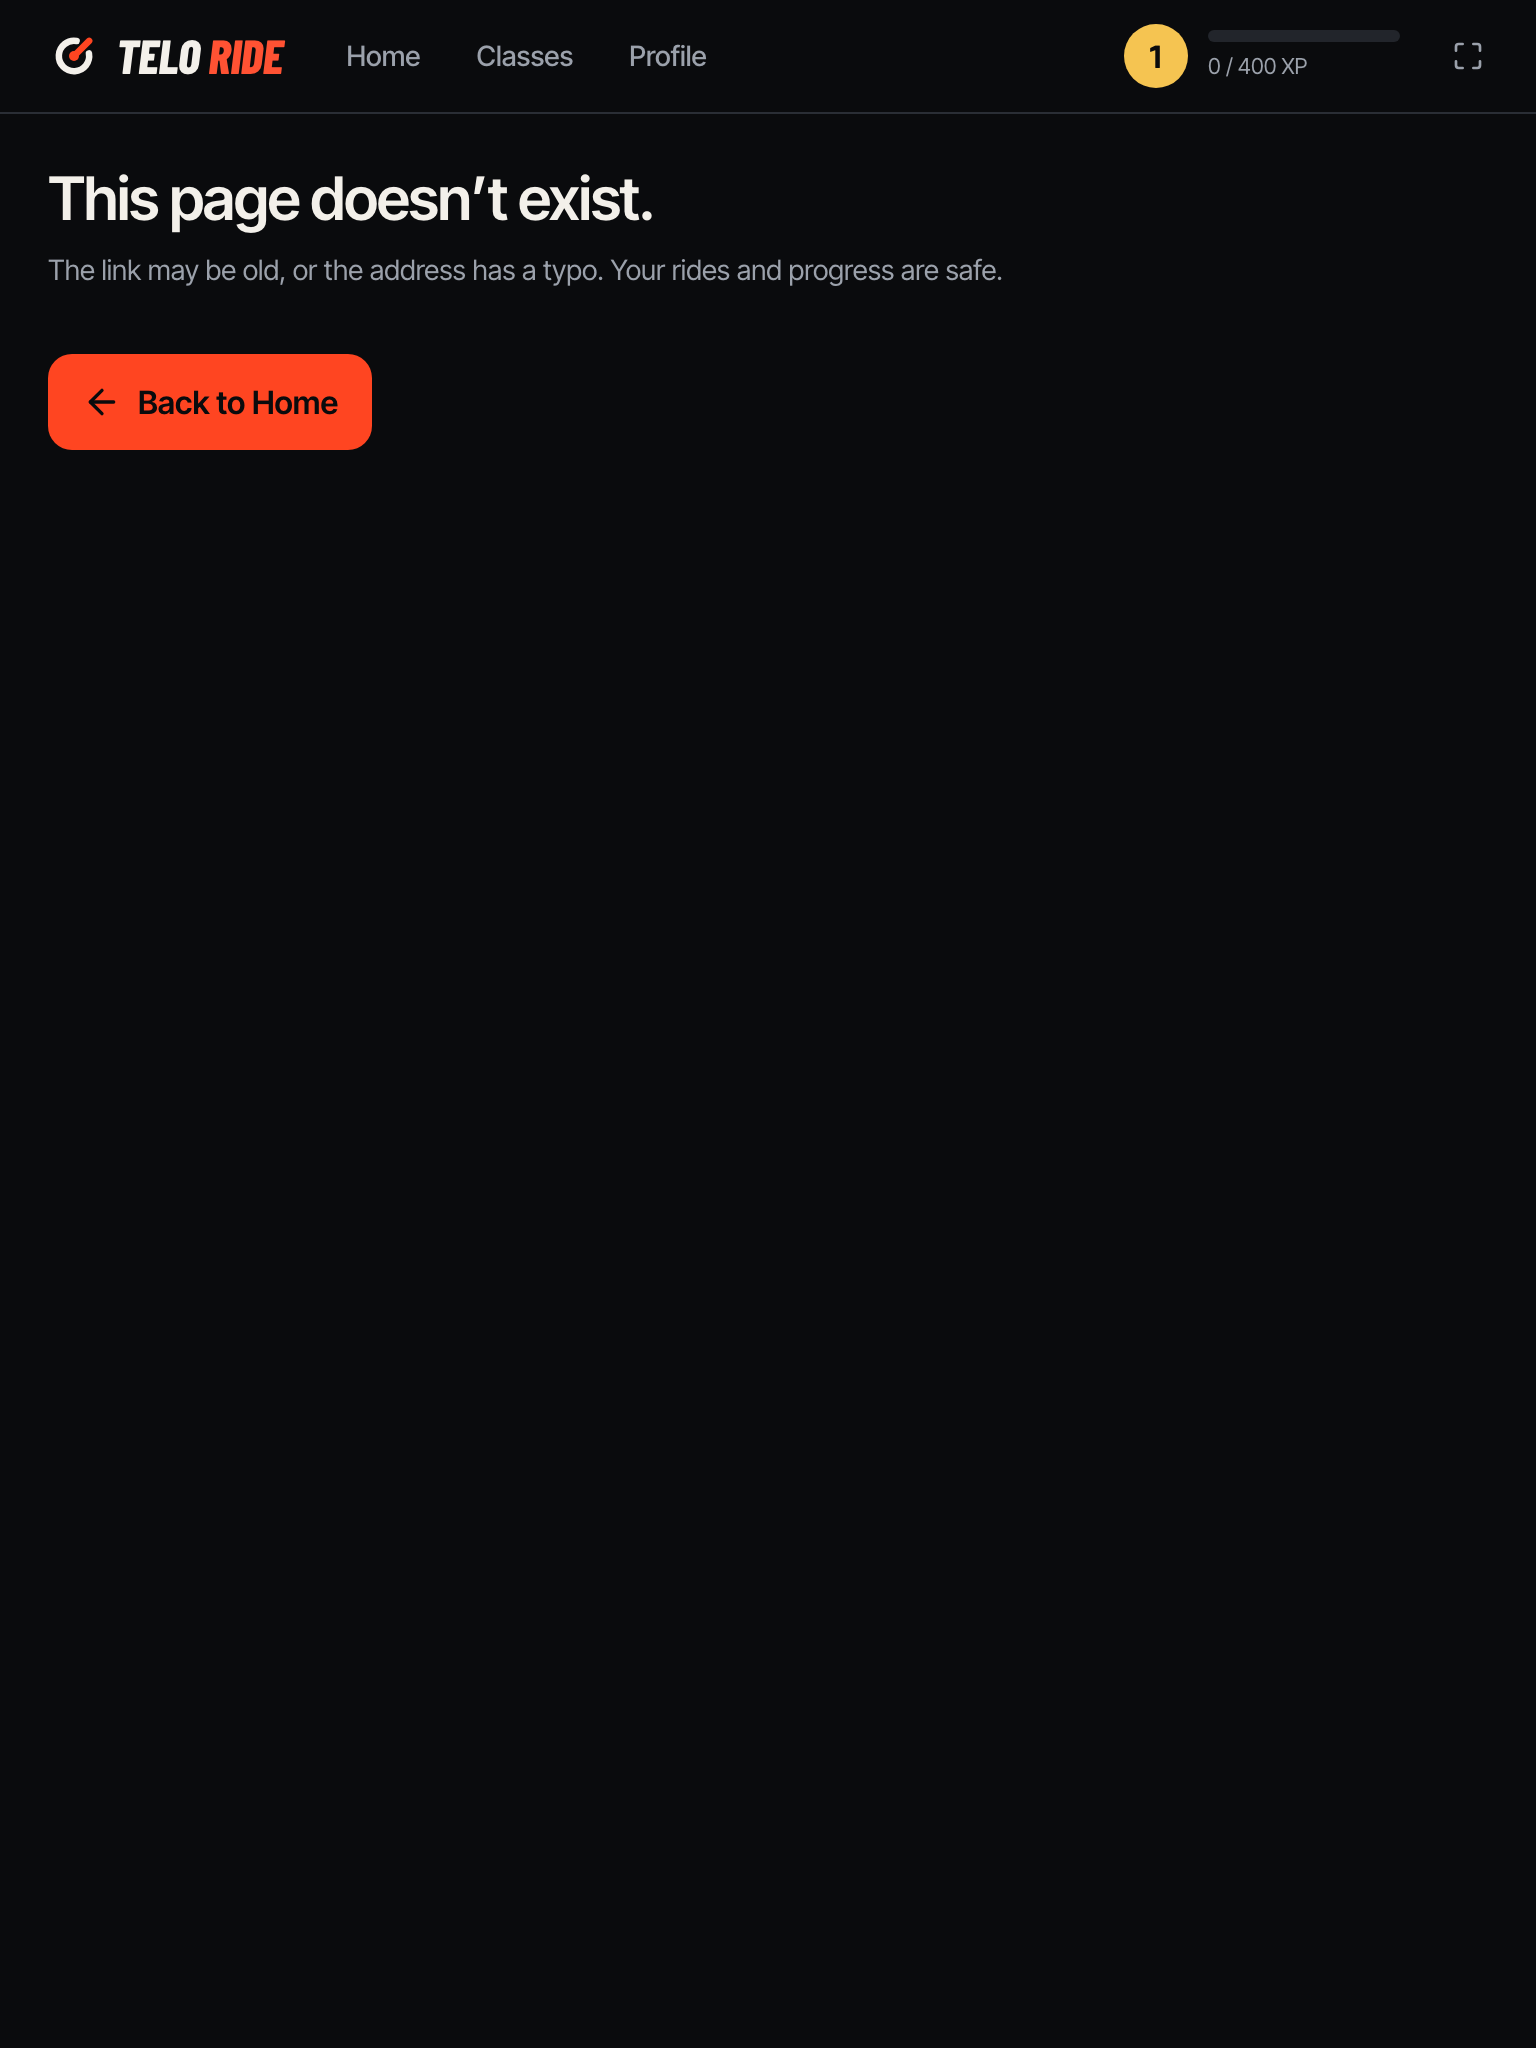 TELO RIDE
Home
Classes
Profile
1
0 / 400 XP
This page doesn’t exist.
The link may be old, or the address has a typo. Your rides and progress are safe.
Back to Home